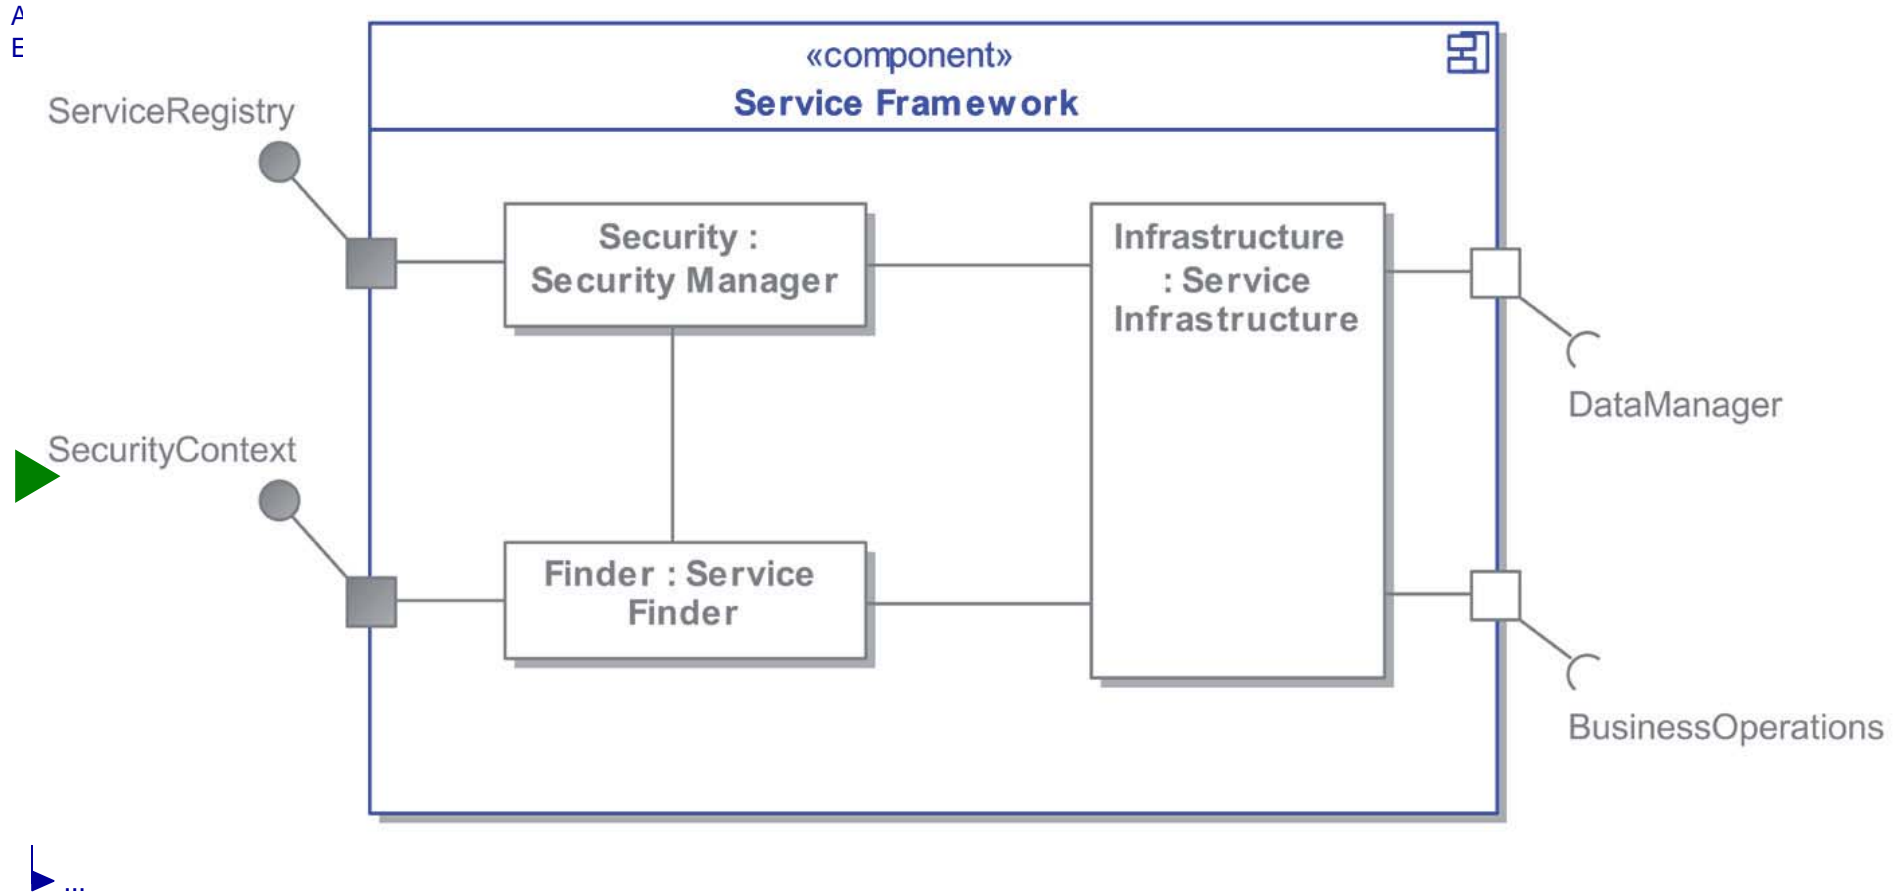 «component»
Service Framework
ServiceRegistry
Security :
Security Manager
Infrastructure
: Service
Infrastructure
DataManager
SecurityContext
Finder : Service
Finder
BusinessOperations
...